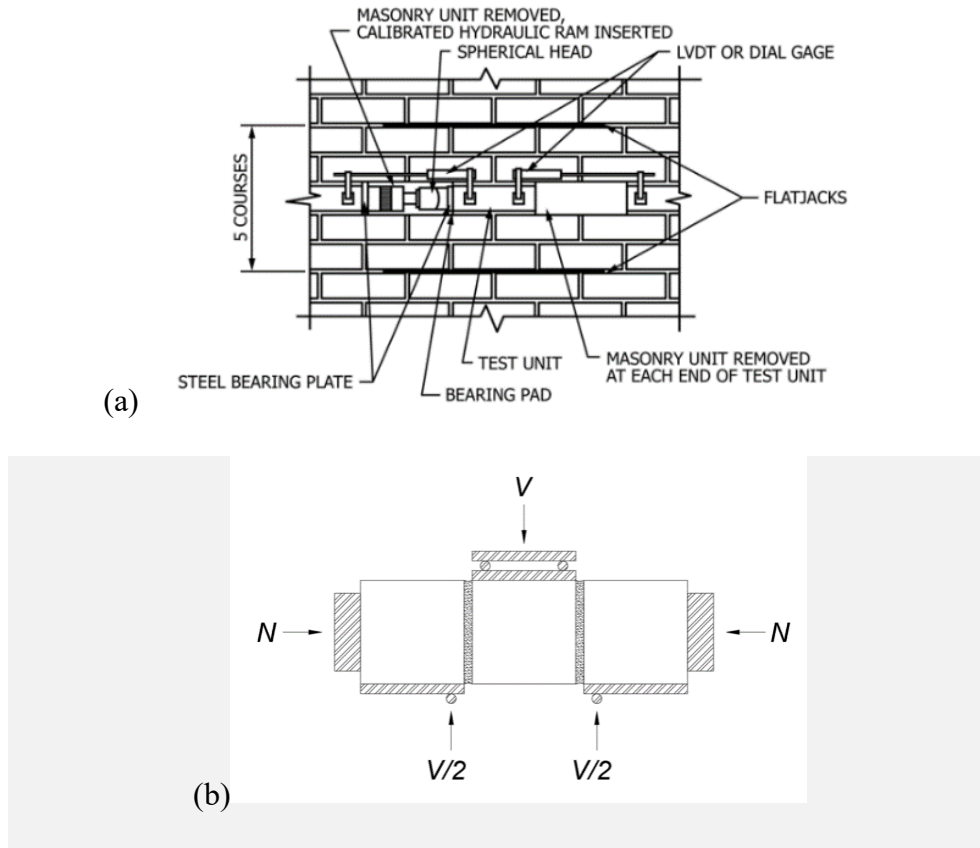 MASONRY UNIT REMOVED,
CALIBRATED HYDRAULIC RAM INSERTED
SPHERICAL HEAD
LVDT OR DIAL GAGE
5 COURSES
FLATJACKS
TEST UNIT
MASONRY UNIT REMOVED
AT EACH END OF TEST UNIT
STEEL BEARING PLATE
BEARING PAD
(a)
V
N
N
V/2
V/2
(b)